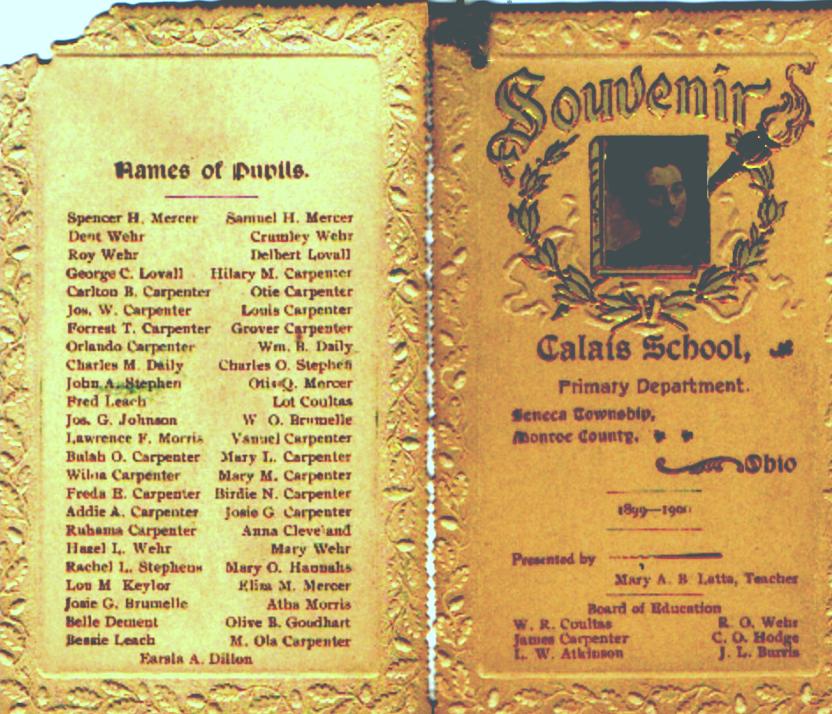 Names of Pupils.
Spencer H. Mercer Samuel H. Mercer
Dent Wehr Crumley Wehr
Roy Wehr Delbert Lovall
George C. Lovall Hilary M. Carpenter
Carlton B. Carpenter Otie Carpenter
Jos. W. Carpenter Louis Carpenter
Forrest T. Carpenter Grover Carpenter
Orlando Carpenter Wm. B. Daily
Charles M. Daily Charles O. Stephen
John A. Stephen Otis Q. Mercer
Fred Leach Lot Coultas
Jos. G. Johnson W O. Brumelle
Lawrence F. Morris Carpenter
Bulah O. Carpenter Mary L. Carpenter
Wilna Carpenter Mary M. Carpenter
Freda E. Carpenter Birdie N. Carpenter
Addie A. Carpenter Josie G. Carpenter
Ruhama Carpenter Anna Cleveland
Hazel L. Wehr Mary Wehr
Rachel L. Stephens Mary O. Hannahs
Lou M Keylor Eliza M. Mercer
Josie G. Brumelle Atha Morris
Belle Dement Olive B. Goodhart
Bessie Leach M. Ola Carpenter
Earsla A. Dillon
Souvenir
Calais School,
Primary Department.
Seneca Township,
Monroe County,
Ohio
Presented by
Mary A. B Latta, Teacher
Board of Education
W. R. Coultas R. O. Wehr
James Carpenter C. O. Hodge
L. W. Atkinson J. L. Burris